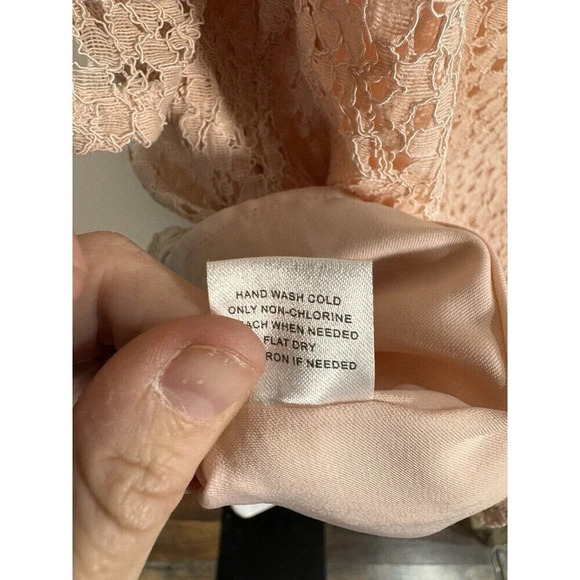 HAND WASH COLD
ONLY NON-CHLORINE
WHEN NEEDED
FLAT DRY
IF NEEDED